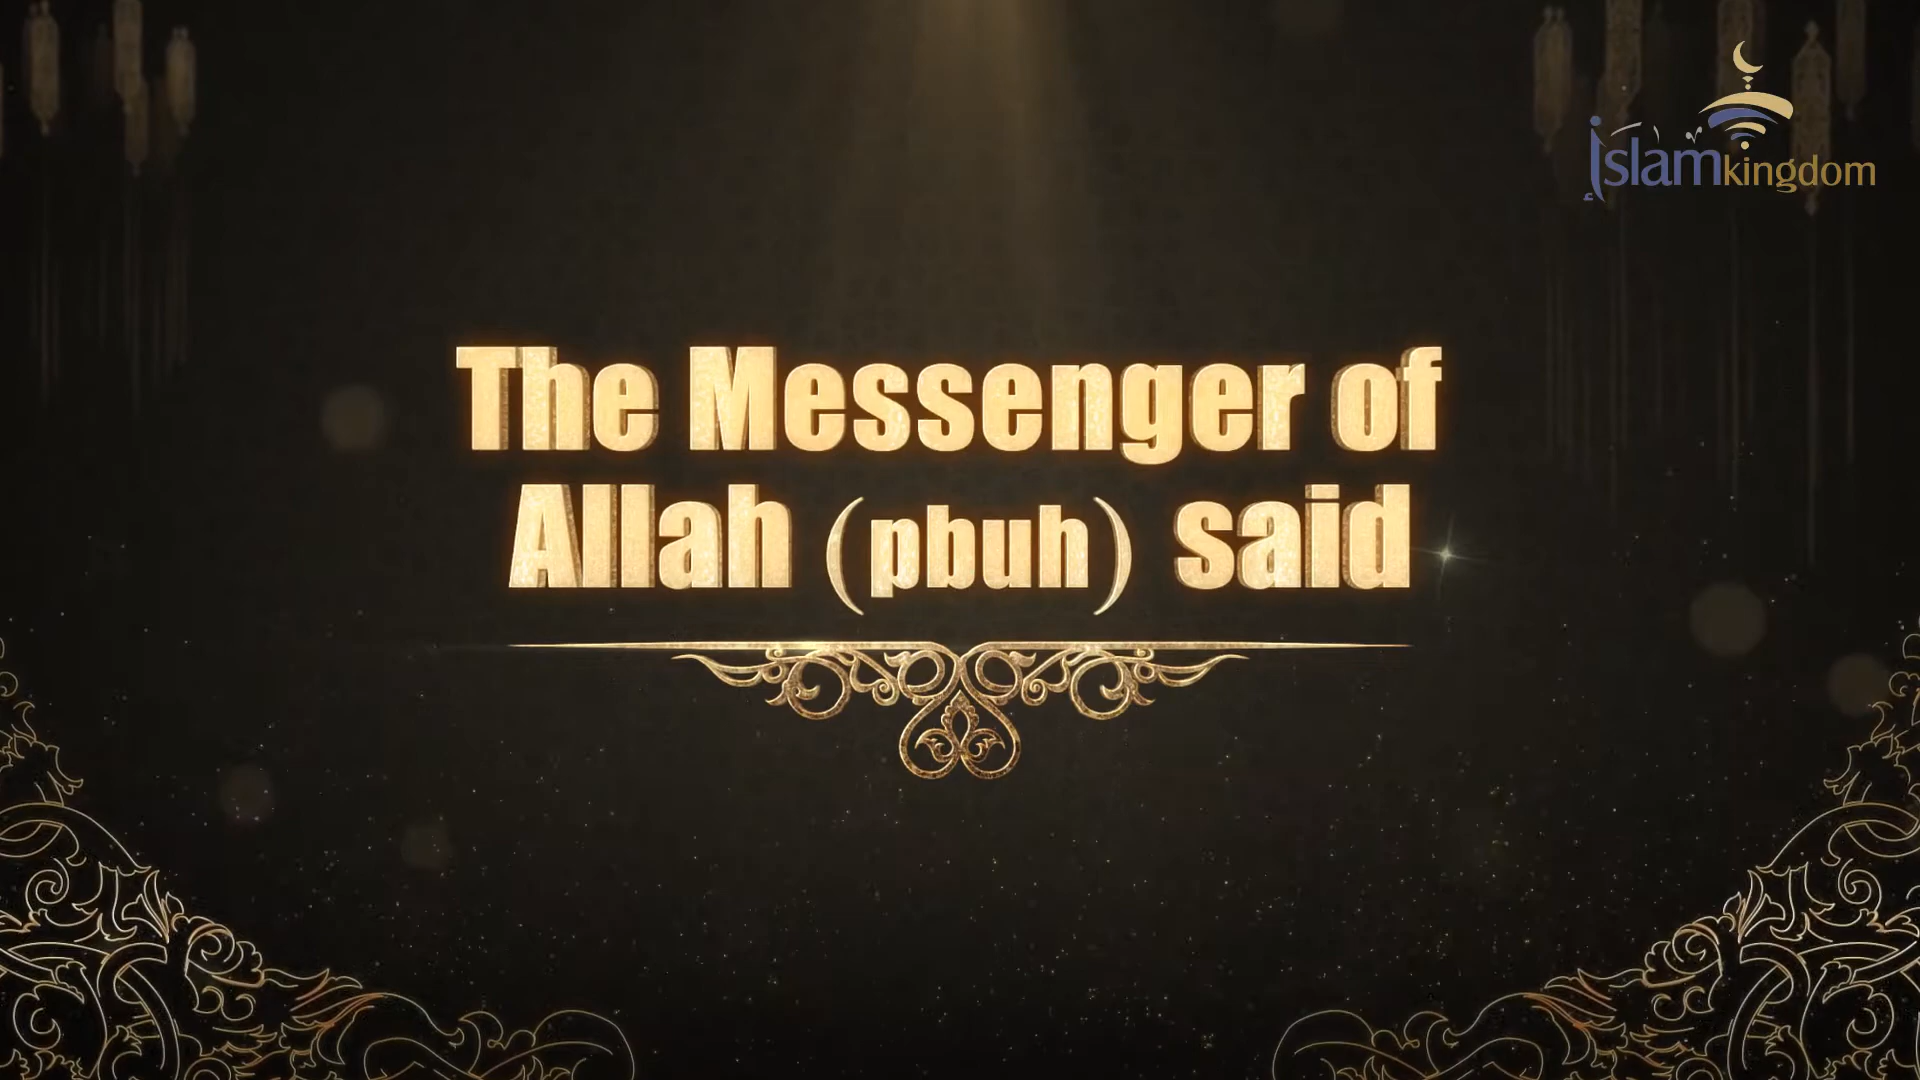 islamkingdom
The Messenger of
Allah (pbuh) said